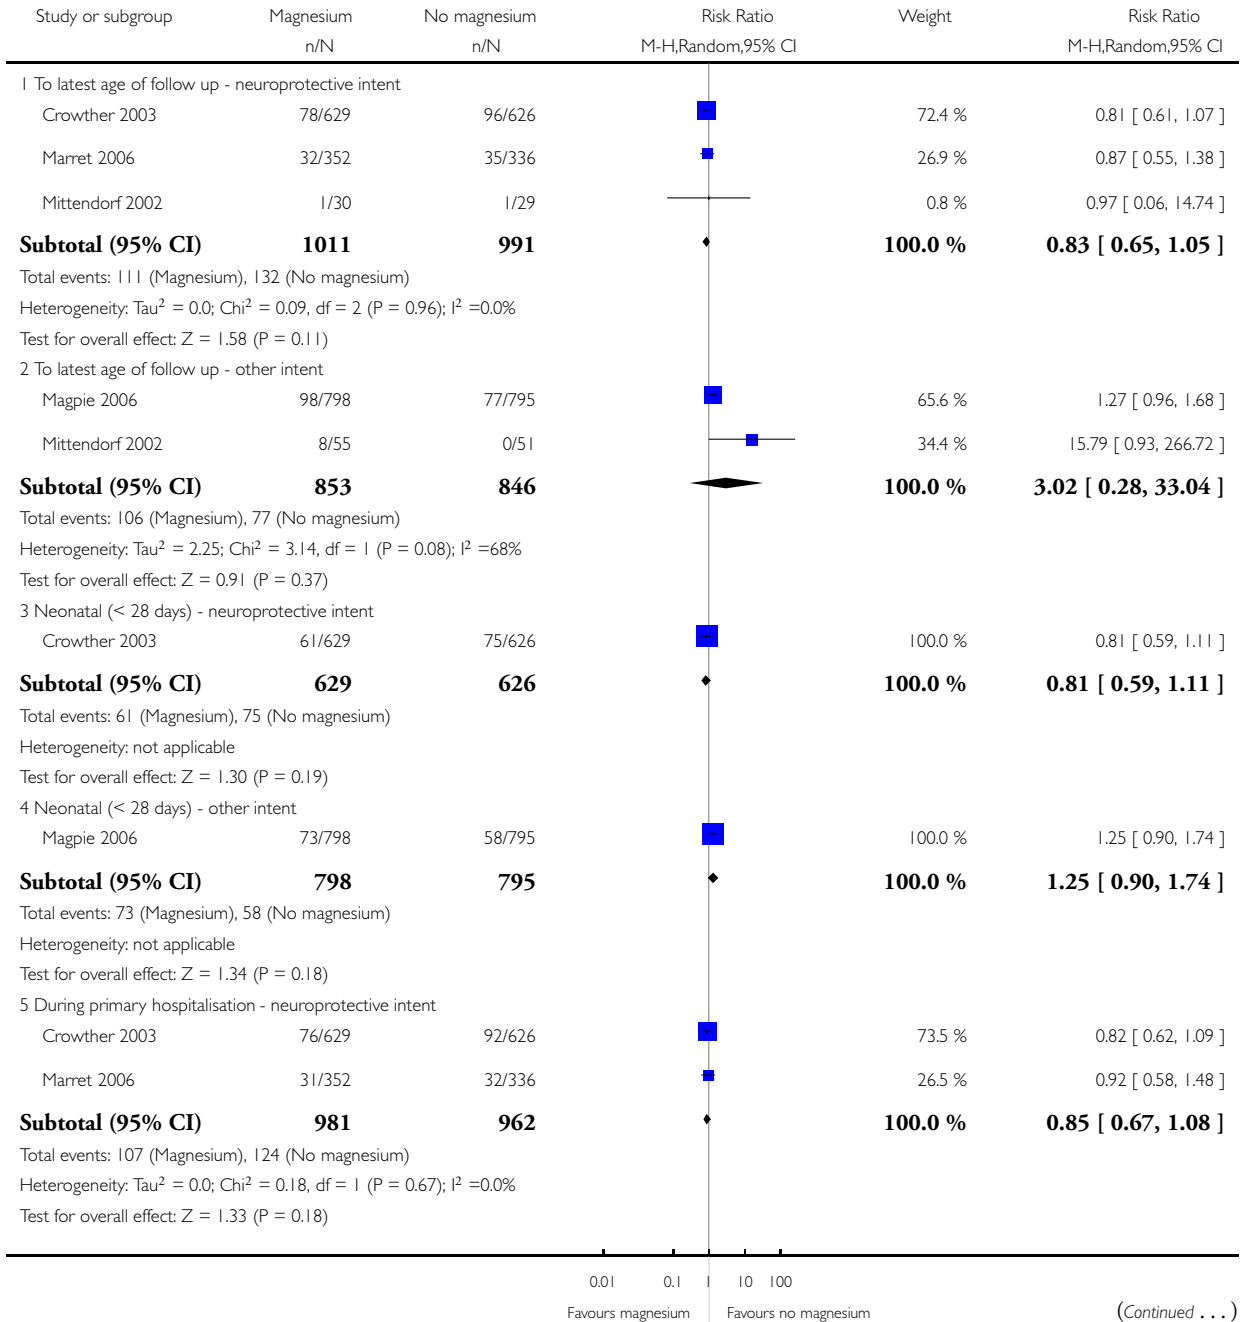 Study or subgroup Magnesium No magnesium Risk Ratio Weight Risk Ratio
n/N n/N M-H,Random,95% CI M-H,Random,95% CI
1 To latest age of follow up - neuroprotective intent
Crowther 2003 78/629 96/626 72.4 % 0.81 [ 0.61, 1.07 ]
Marret 2006 32/352 35/336 26.9 % 0.87 [ 0.55, 1.38 ]
Mittendorf 2002 1/30 1/29 0.8 % 0.97 [ 0.06, 14.74 ]
Subtotal (95% CI) 1011 991 100.0 % 0.83 [ 0.65, 1.05 ]
Total events: 111 (Magnesium), 132 (No magnesium)
Heterogeneity: Tau² = 0.0; Chi² = 0.09, df = 2 (P = 0.96); I² =0.0%
Test for overall effect: Z = 1.58 (P = 0.11)
2 To latest age of follow up - other intent
Magpie 2006 98/798 77/795 65.6 % 1.27 [ 0.96, 1.68 ]
Mittendorf 2002 8/55 0/51 34.4 % 15.79 [ 0.93, 266.72 ]
Subtotal (95% CI) 853 846 100.0 % 3.02 [ 0.28, 33.04 ]
Total events: 106 (Magnesium), 77 (No magnesium)
Heterogeneity: Tau² = 2.25; Chi² = 3.14, df = 1 (P = 0.08); I² =68%
Test for overall effect: Z = 0.91 (P = 0.37)
3 Neonatal (< 28 days) - neuroprotective intent
Crowther 2003 61/629 75/626 100.0 % 0.81 [ 0.59, 1.11 ]
Subtotal (95% CI) 629 626 100.0 % 0.81 [ 0.59, 1.11 ]
Total events: 61 (Magnesium), 75 (No magnesium)
Heterogeneity: not applicable
Test for overall effect: Z = 1.30 (P = 0.19)
4 Neonatal (< 28 days) - other intent
Magpie 2006 73/798 58/795 100.0 % 1.25 [ 0.90, 1.74 ]
Subtotal (95% CI) 798 795 100.0 % 1.25 [ 0.90, 1.74 ]
Total events: 73 (Magnesium), 58 (No magnesium)
Heterogeneity: not applicable
Test for overall effect: Z = 1.34 (P = 0.18)
5 During primary hospitalisation - neuroprotective intent
Crowther 2003 76/629 92/626 73.5 % 0.82 [ 0.62, 1.09 ]
Marret 2006 31/352 32/336 26.5 % 0.92 [ 0.58, 1.48 ]
Subtotal (95% CI) 981 962 100.0 % 0.85 [ 0.67, 1.08 ]
Total events: 107 (Magnesium), 124 (No magnesium)
Heterogeneity: Tau² = 0.0; Chi² = 0.18, df = 1 (P = 0.67); I² =0.0%
Test for overall effect: Z = 1.33 (P = 0.18)
0.01 0.1 1 10 100
Favours magnesium Favours no magnesium (Continued . . . )